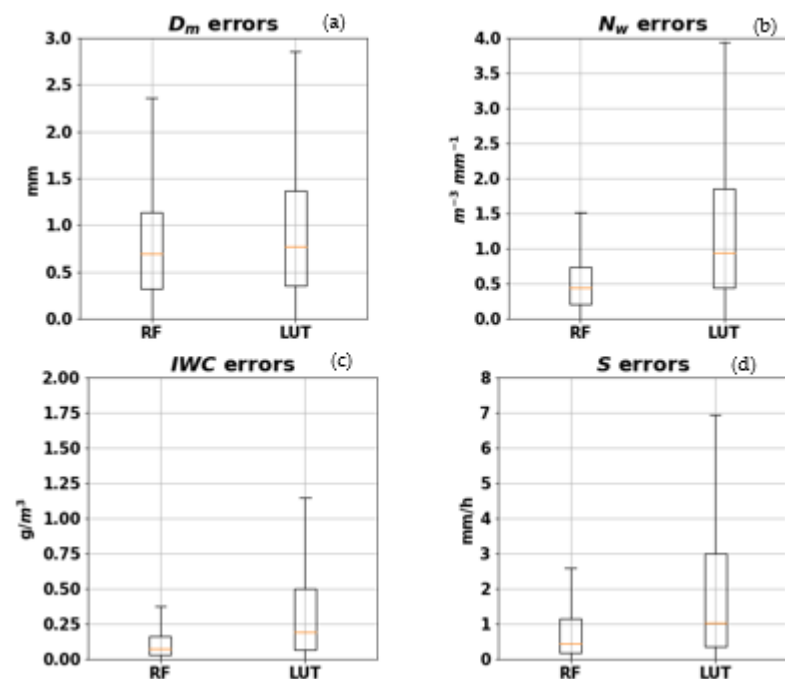 D_m errors (a)
3.0
2.5
2.0
1.5
1.0
0.5
0.0
mm
RF LUT
N_w errors (b)
4.0
3.5
3.0
2.5
2.0
1.5
1.0
0.5
0.0
m⁻³ mm⁻¹
RF LUT
IWC errors (c)
2.00
1.75
1.50
1.25
1.00
0.75
0.50
0.25
0.00
g/m³
RF LUT
S errors (d)
8
7
6
5
4
3
2
1
0
mm/h
RF LUT